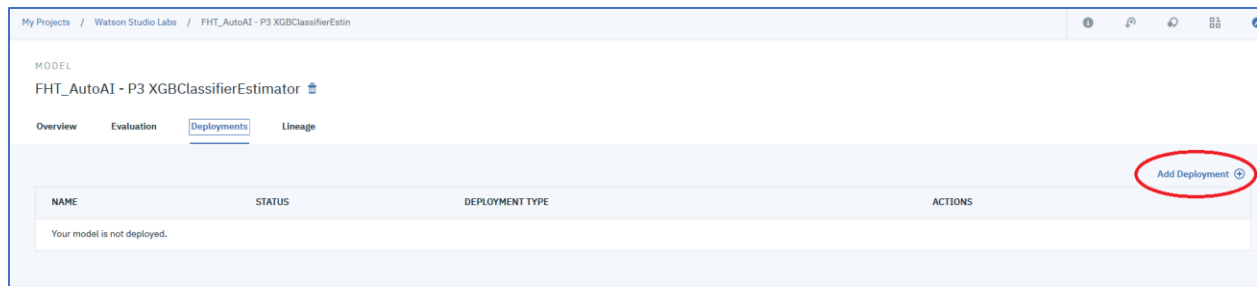 My Projects / Watson Studio Labs / FHT_AutoAI - P3 XGBClassifierEstin
MODEL
FHT_AutoAI - P3 XGBClassifierEstimator
Overview Evaluation Deployments Lineage
Add Deployment
NAME STATUS DEPLOYMENT TYPE ACTIONS
Your model is not deployed.